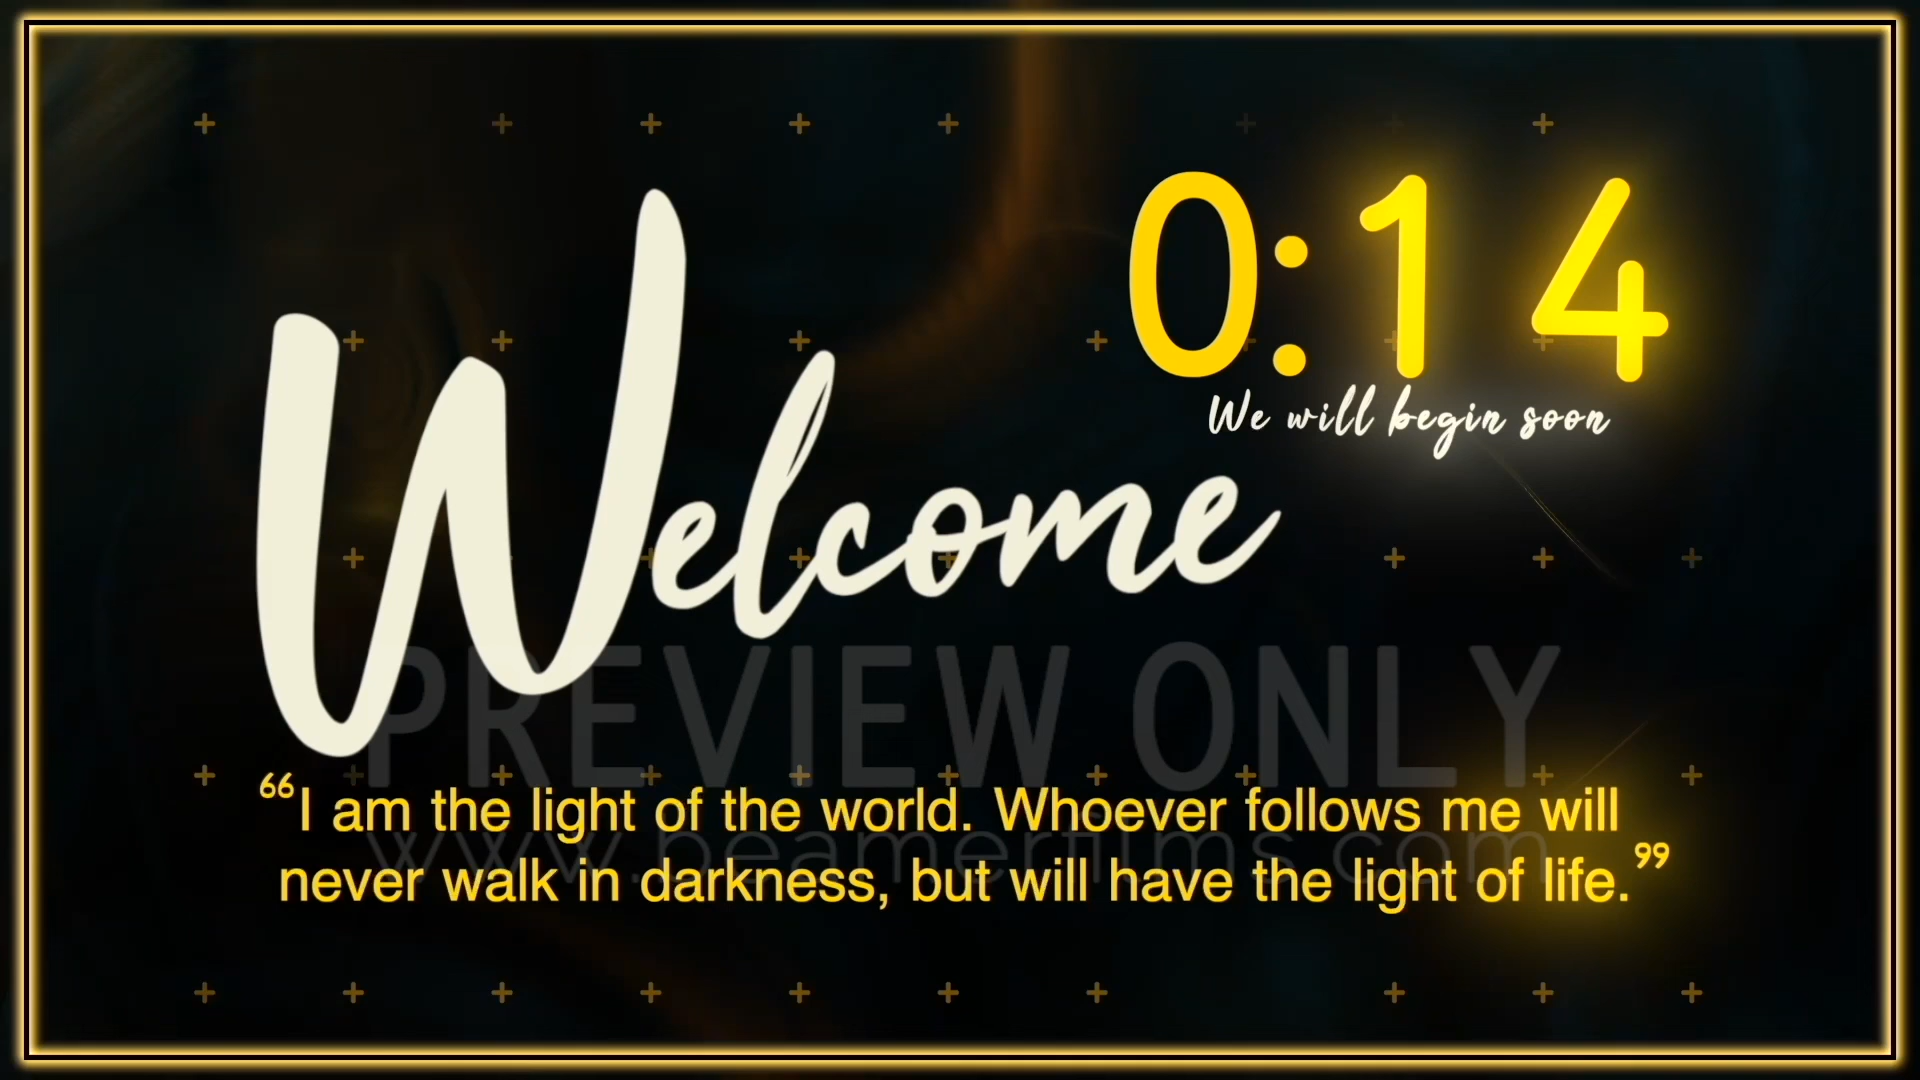 0:14
We will begin soon
Welcome
PREVIEW ONLY
“I am the light of the world. Whoever follows me will
www.beamerfilms.com
never walk in darkness, but will have the light of life.”